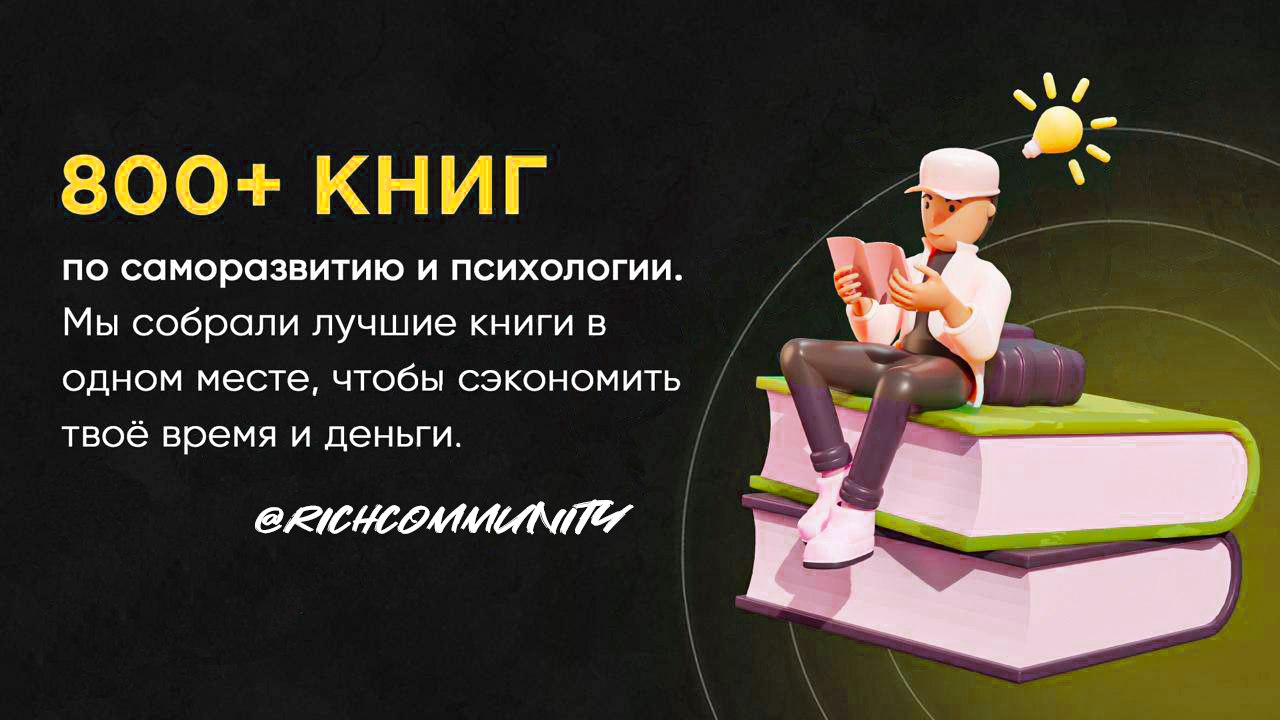 800+ КНИГ
по саморазвитию и психологии.
Мы собрали лучшие книги в
одном месте, чтобы сэкономить
твоё время и деньги.
@RICHCOMMUNITY